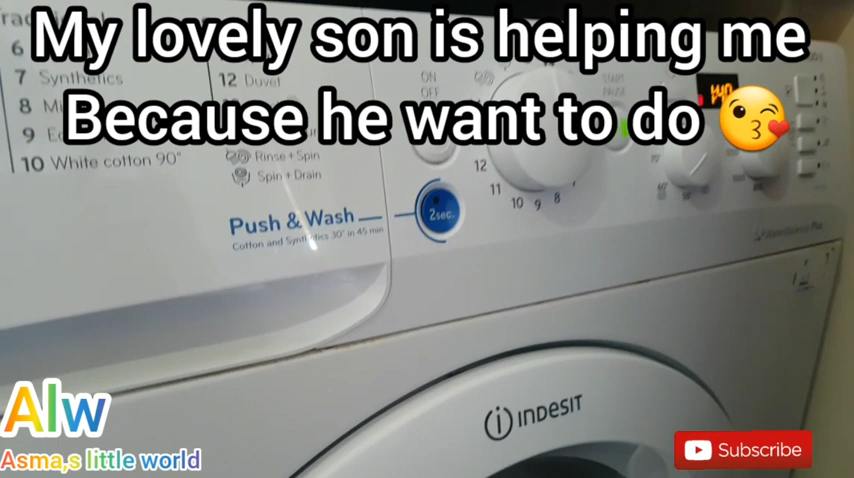 My lovely son is helping me
Because he want to do 😘
6
7 Synthetics
8
9
10 White cotton 90°
12 Duvet
Rinse + Spin
Spin + Drain
ON
OFF
START
PAUSE
12
11
10 9 8
Push & Wash
Cotton and Synthetics 30° in 45 min
2sec.
INDESIT
Alw
Asma,s little world
Subscribe